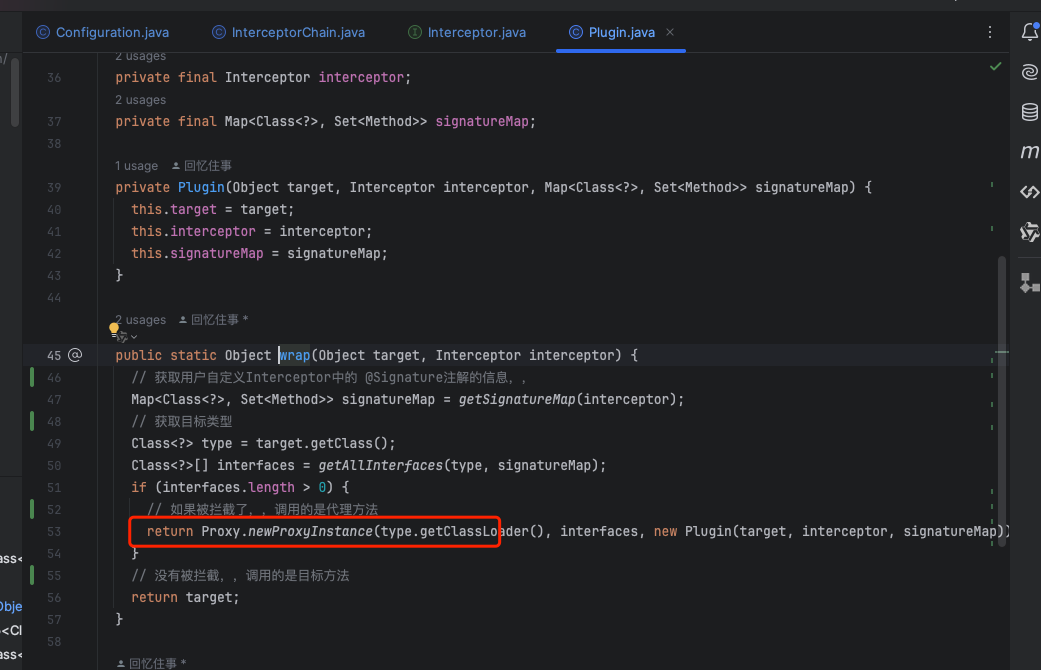 Configuration.java InterceptorChain.java Interceptor.java Plugin.java
2 usages
36 private final Interceptor interceptor;
2 usages
37 private final Map<Class<?>, Set<Method>> signatureMap;
38
1 usage 回忆往事
39 private Plugin(Object target, Interceptor interceptor, Map<Class<?>, Set<Method>> signatureMap) {
40 this.target = target;
41 this.interceptor = interceptor;
42 this.signatureMap = signatureMap;
43 }
44
2 usages 回忆往事 *
45 @ public static Object wrap(Object target, Interceptor interceptor) {
46 // 获取用户自定义Interceptor中的 @Signature注解的信息，，
47 Map<Class<?>, Set<Method>> signatureMap = getSignatureMap(interceptor);
48 // 获取目标类型
49 Class<?> type = target.getClass();
50 Class<?>[] interfaces = getAllInterfaces(type, signatureMap);
51 if (interfaces.length > 0) {
52 // 如果被拦截了，，调用的是代理方法
53 return Proxy.newProxyInstance(type.getClassLoader(), interfaces, new Plugin(target, interceptor, signatureMap))
54 }
55 // 没有被拦截，，调用的是目标方法
56 return target;
57 }
58
回忆往事 *